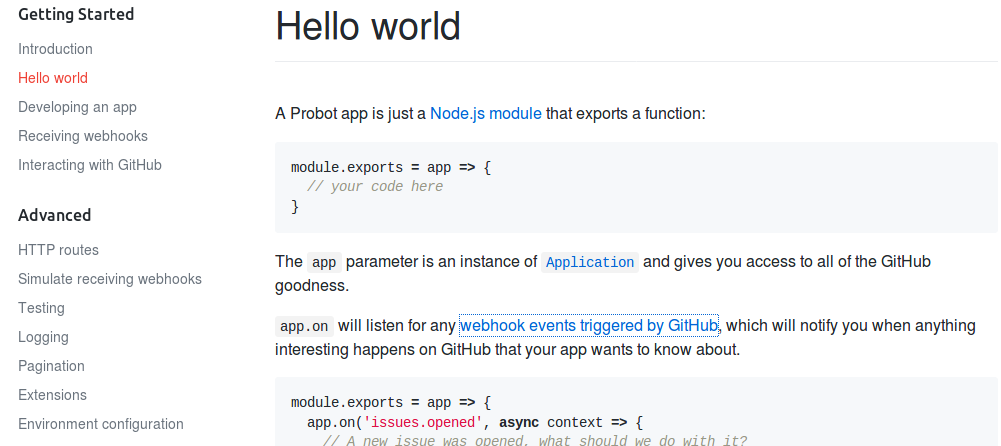 Getting Started
Introduction
Hello world
Developing an app
Receiving webhooks
Interacting with GitHub
Advanced
HTTP routes
Simulate receiving webhooks
Testing
Logging
Pagination
Extensions
Environment configuration
Hello world
A Probot app is just a Node.js module that exports a function:
module.exports = app => {
  // your code here
}
The app parameter is an instance of Application and gives you access to all of the GitHub
goodness.
app.on will listen for any webhook events triggered by GitHub, which will notify you when anything
interesting happens on GitHub that your app wants to know about.
module.exports = app => {
  app.on('issues.opened', async context => {
    // A new issue was opened, what should we do with it?